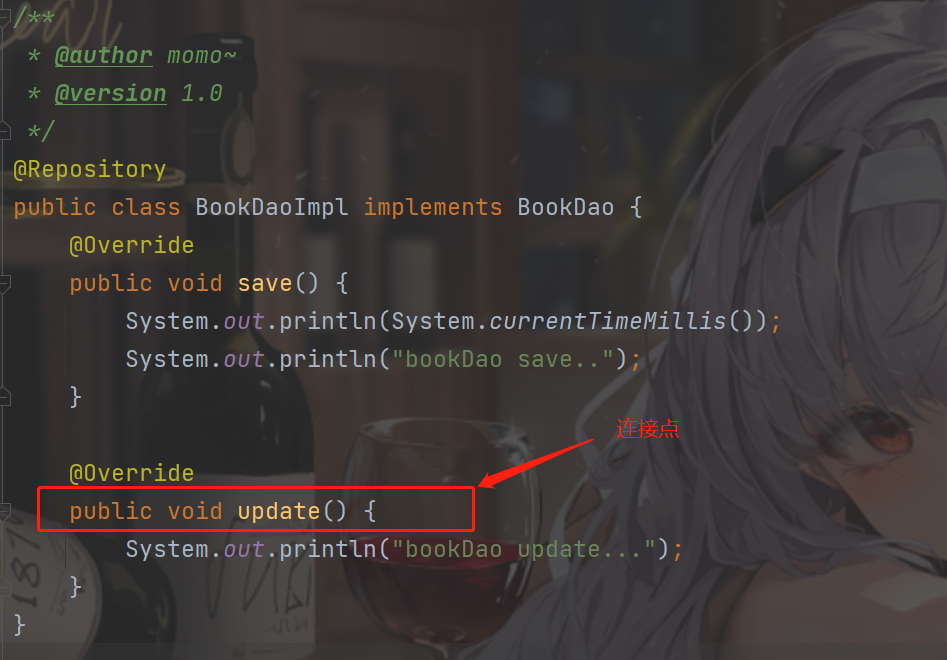 /**
 * @author momo~
 * @version 1.0
 */
@Repository
public class BookDaoImpl implements BookDao {
    @Override
    public void save() {
        System.out.println(System.currentTimeMillis());
        System.out.println("bookDao save..");
    }
连接点
    @Override
    public void update() {
        System.out.println("bookDao update...");
    }
}